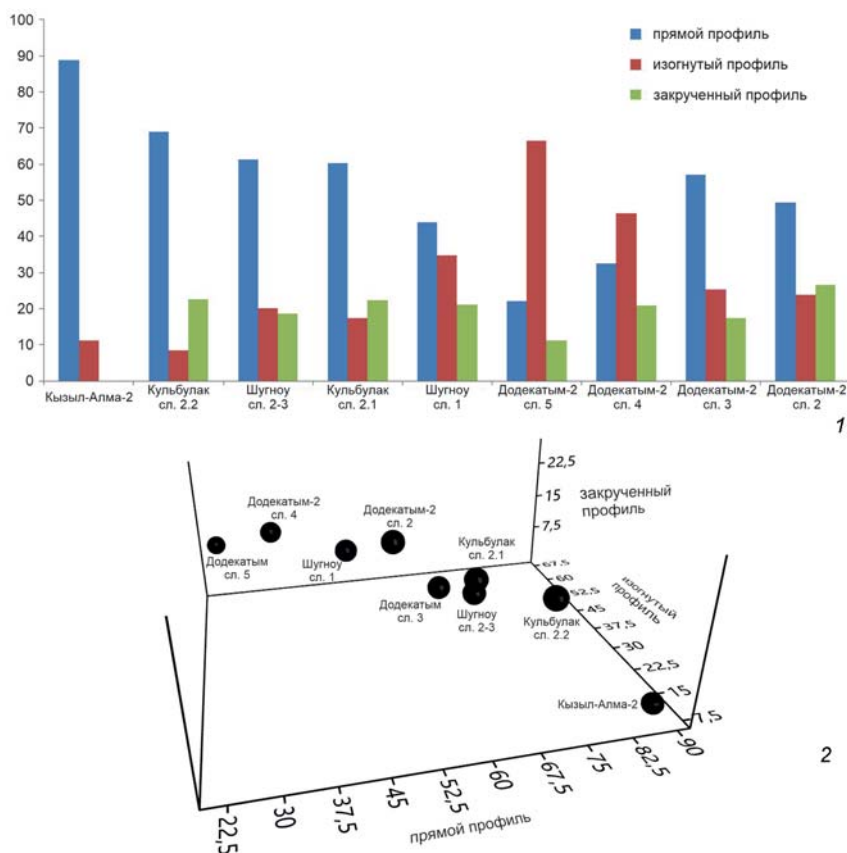 100
90
80
70
60
50
40
30
20
10
0
прямой профиль
изогнутый профиль
закрученный профиль
Кызыл-Алма-2
Кульбулак
сл. 2.2
Шугноу
сл. 2-3
Кульбулак
сл. 2.1
Шугноу
сл. 1
Додекатым-2
сл. 5
Додекатым-2
сл. 4
Додекатым-2
сл. 3
Додекатым-2
сл. 2
1
22,5
15
7,5
закрученный
профиль
Додекатым-2
сл. 4
Додекатым-2
сл. 2
Додекатым
сл. 5
Шугноу
сл. 1
Кульбулак
сл. 2.1
Додекатым
сл. 3
Шугноу
сл. 2-3
Кульбулак
сл. 2.2
Кызыл-Алма-2
67,5
60
52,5
45
37,5
30
22,5
15
7,5
изогнутый
профиль
22,5
30
37,5
45
52,5
60
67,5
75
82,5
90
прямой профиль
2